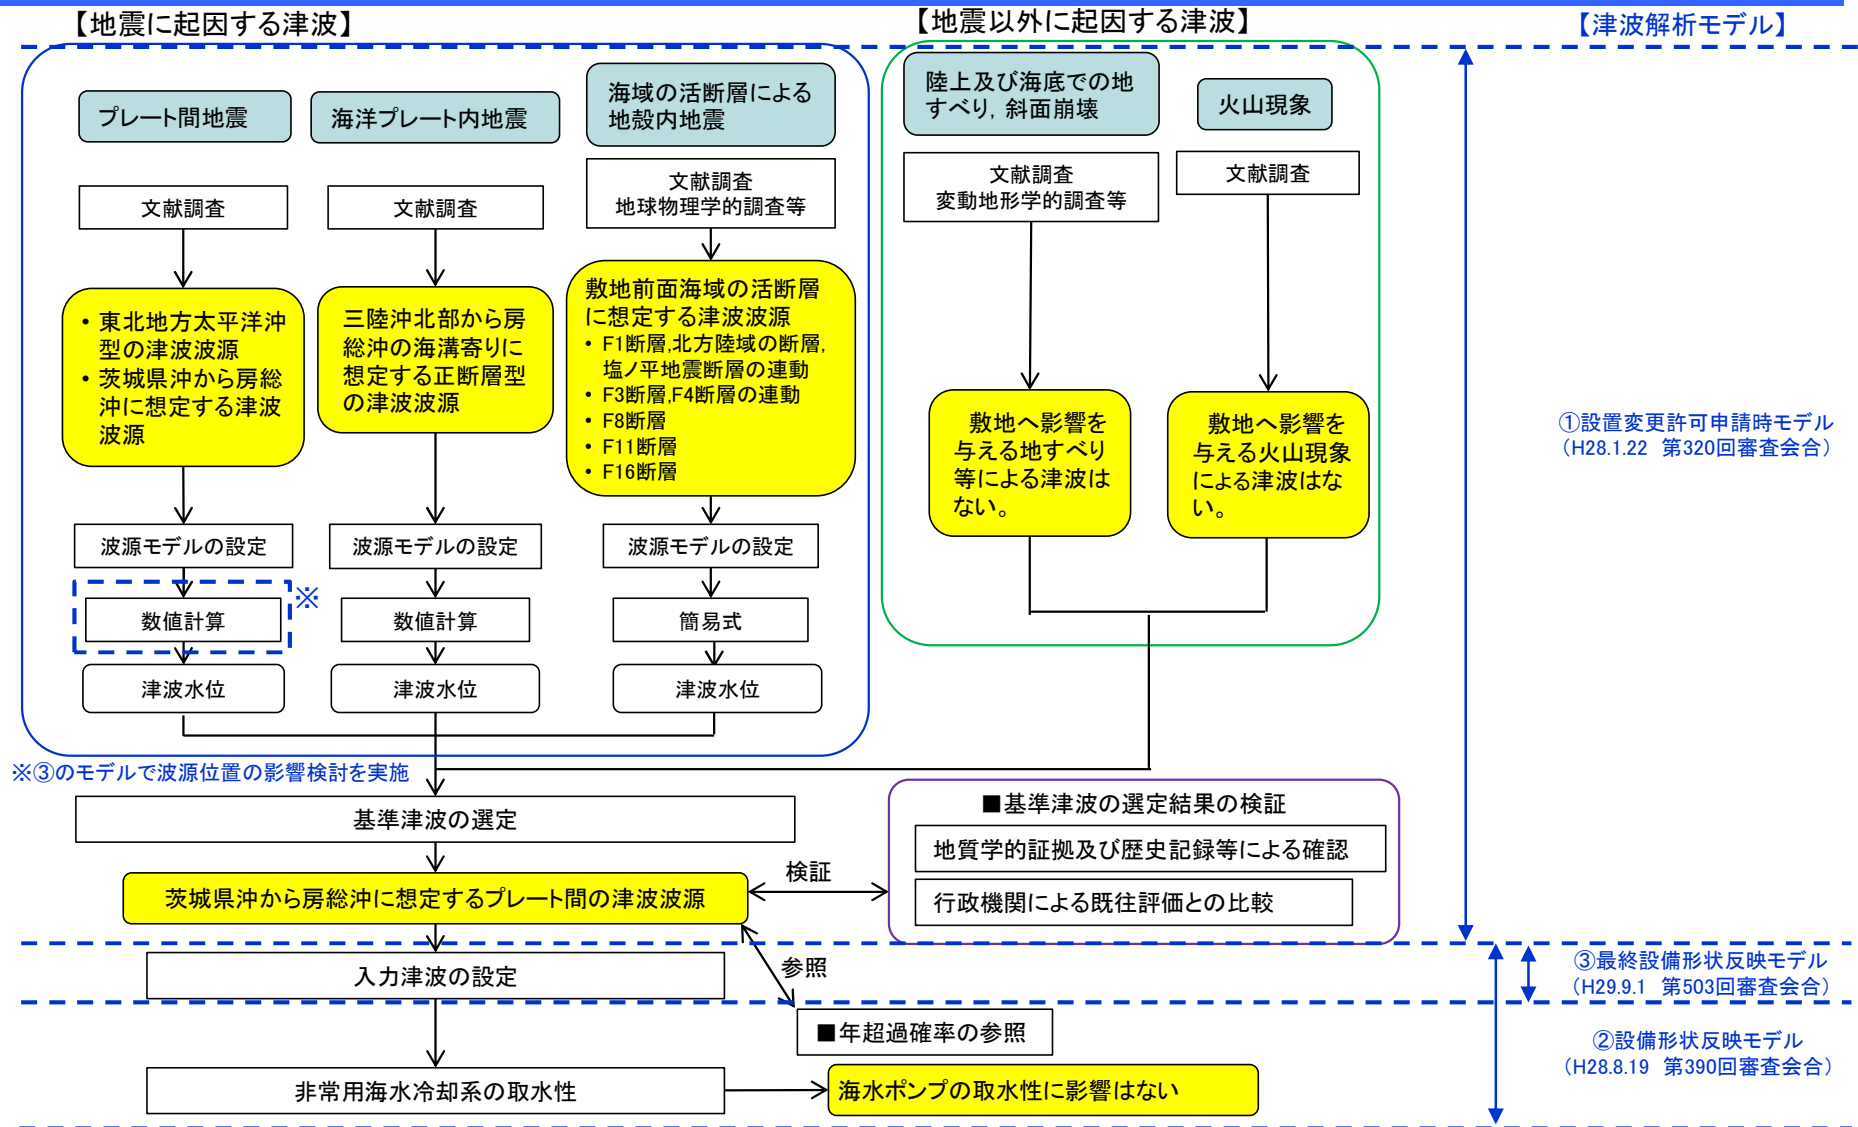 【地震に起因する津波】
【地震以外に起因する津波】
【津波解析モデル】
プレート間地震
海洋プレート内地震
海域の活断層による
地殻内地震
陸上及び海底での地
すべり，斜面崩壊
火山現象
文献調査
文献調査
文献調査
地球物理学的調査等
文献調査
変動地形学的調査等
文献調査
・東北地方太平洋沖
型の津波波源
・茨城県沖から房総
沖に想定する津波
波源
三陸沖北部から房
総沖の海溝寄りに
想定する正断層型
の津波波源
敷地前面海域の活断層
に想定する津波波源
・F1断層,北方陸域の断層,
塩ノ平地震断層の連動
・F3断層,F4断層の連動
・F8断層
・F11断層
・F16断層
敷地へ影響を
与える地すべり
等による津波は
ない。
敷地へ影響を
与える火山現象
による津波はな
い。
①設置変更許可申請時モデル
（H28.1.22　第320回審査会合）
波源モデルの設定
波源モデルの設定
波源モデルの設定
数値計算
※
数値計算
簡易式
津波水位
津波水位
津波水位
※③のモデルで波源位置の影響検討を実施
基準津波の選定
■基準津波の選定結果の検証
地質学的証拠及び歴史記録等による確認
行政機関による既往評価との比較
検証
茨城県沖から房総沖に想定するプレート間の津波波源
入力津波の設定
参照
③最終設備形状反映モデル
（H29.9.1　第503回審査会合）
■年超過確率の参照
②設備形状反映モデル
（H28.8.19　第390回審査会合）
非常用海水冷却系の取水性
海水ポンプの取水性に影響はない